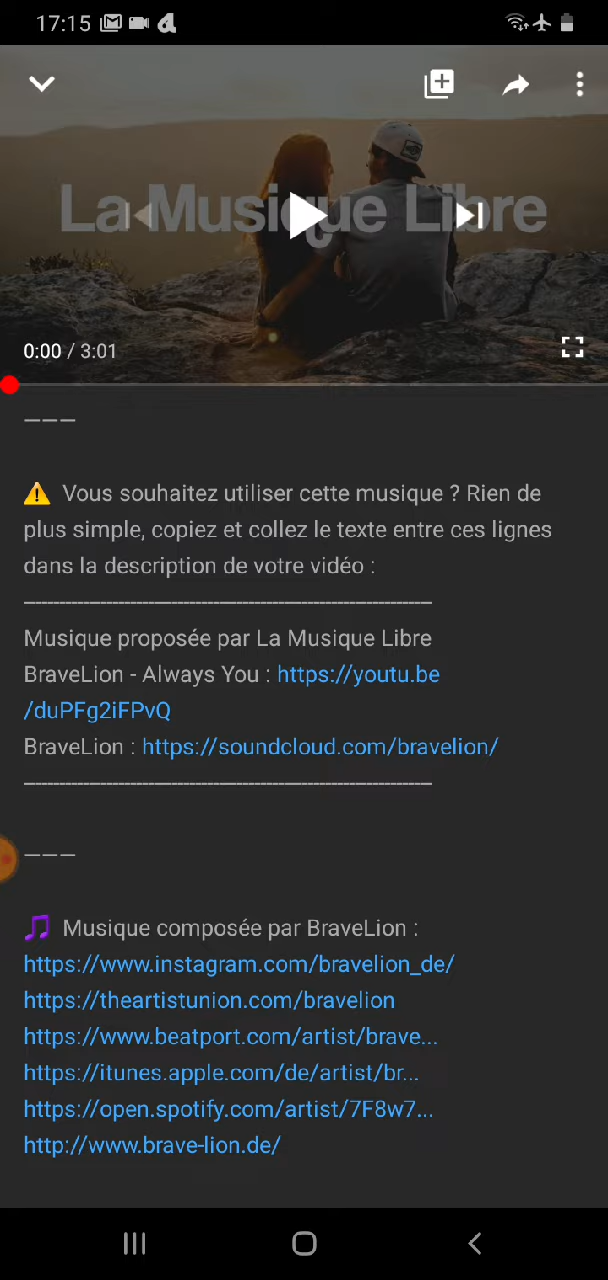 17:15
La Musique Libre
0:00 / 3:01
———
⚠️ Vous souhaitez utiliser cette musique ? Rien de
plus simple, copiez et collez le texte entre ces lignes
dans la description de votre vidéo :
Musique proposée par La Musique Libre
BraveLion - Always You : https://youtu.be
/duPFg2iFPvQ
BraveLion : https://soundcloud.com/bravelion/
———
🎵 Musique composée par BraveLion :
https://www.instagram.com/bravelion_de/
https://theartistunion.com/bravelion
https://www.beatport.com/artist/brave...
https://itunes.apple.com/de/artist/br...
https://open.spotify.com/artist/7F8w7...
http://www.brave-lion.de/